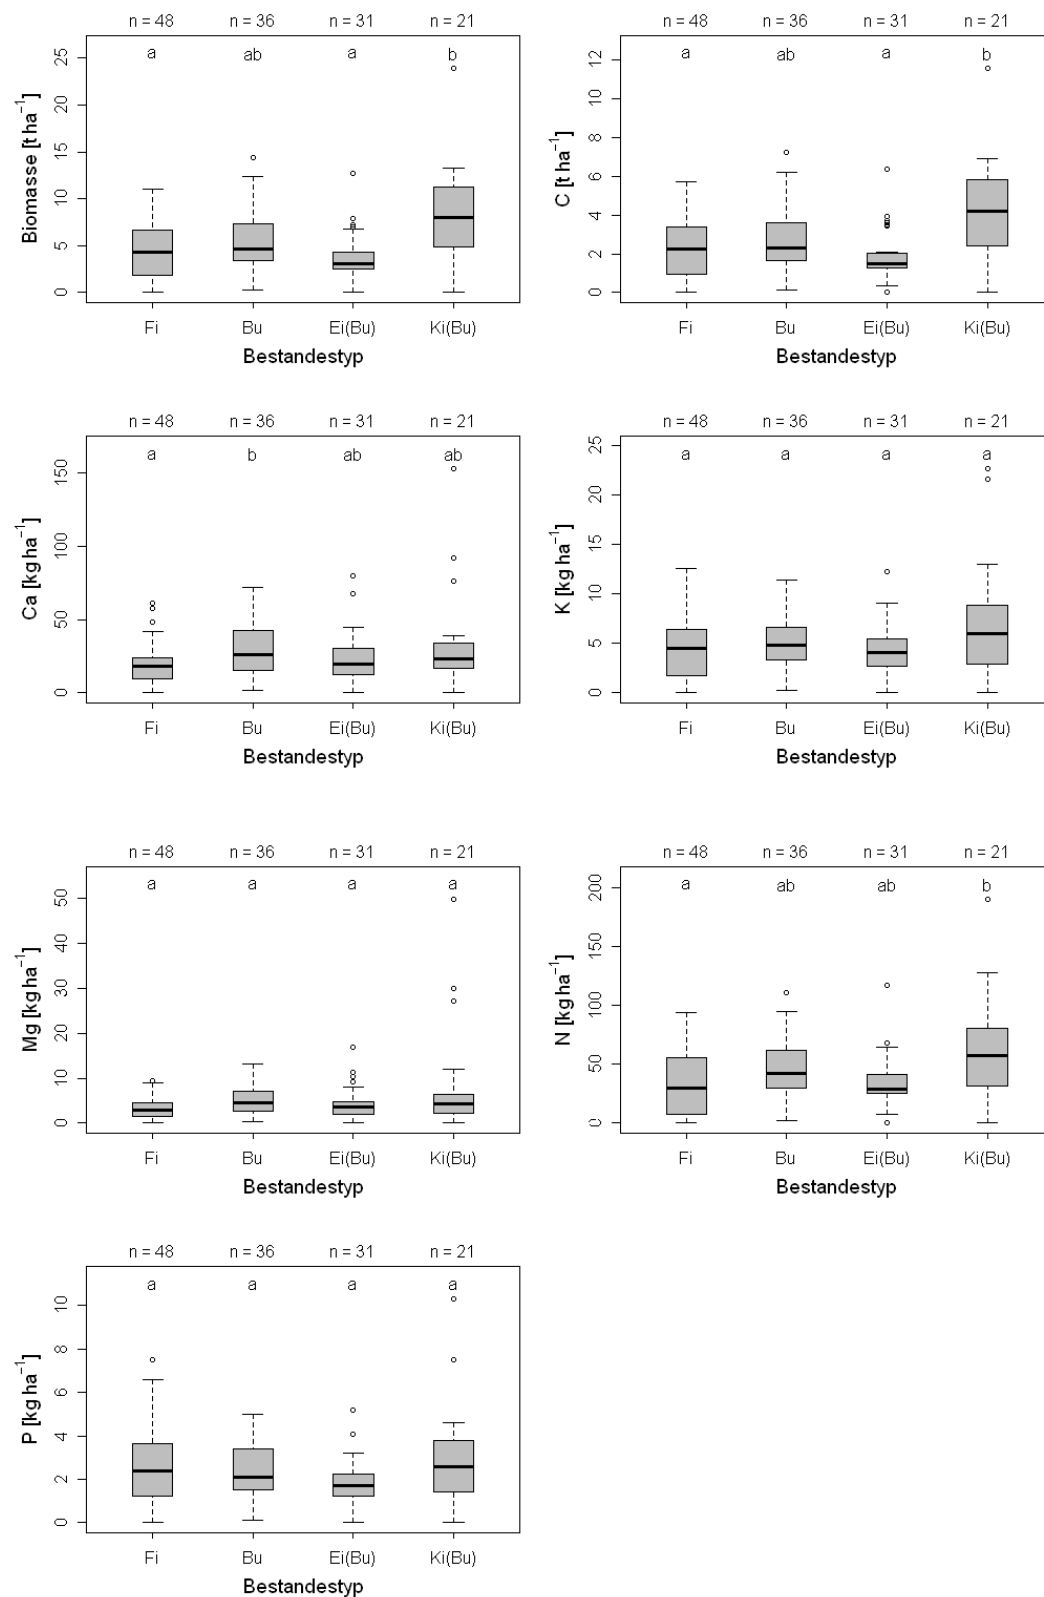 n = 48 n = 36 n = 31 n = 21
a ab a b
Biomasse [t ha⁻¹]
0 5 10 15 20 25
Fi Bu Ei(Bu) Ki(Bu)
Bestandestyp
n = 48 n = 36 n = 31 n = 21
a ab a b
C [t ha⁻¹]
0 2 4 6 8 10 12
Fi Bu Ei(Bu) Ki(Bu)
Bestandestyp
n = 48 n = 36 n = 31 n = 21
a b ab ab
Ca [kg ha⁻¹]
0 50 100 150
Fi Bu Ei(Bu) Ki(Bu)
Bestandestyp
n = 48 n = 36 n = 31 n = 21
a a a a
K [kg ha⁻¹]
0 5 10 15 20 25
Fi Bu Ei(Bu) Ki(Bu)
Bestandestyp
n = 48 n = 36 n = 31 n = 21
a a a a
Mg [kg ha⁻¹]
0 10 20 30 40 50
Fi Bu Ei(Bu) Ki(Bu)
Bestandestyp
n = 48 n = 36 n = 31 n = 21
a ab ab b
N [kg ha⁻¹]
0 50 100 150 200
Fi Bu Ei(Bu) Ki(Bu)
Bestandestyp
n = 48 n = 36 n = 31 n = 21
a a a a
P [kg ha⁻¹]
0 2 4 6 8 10
Fi Bu Ei(Bu) Ki(Bu)
Bestandestyp